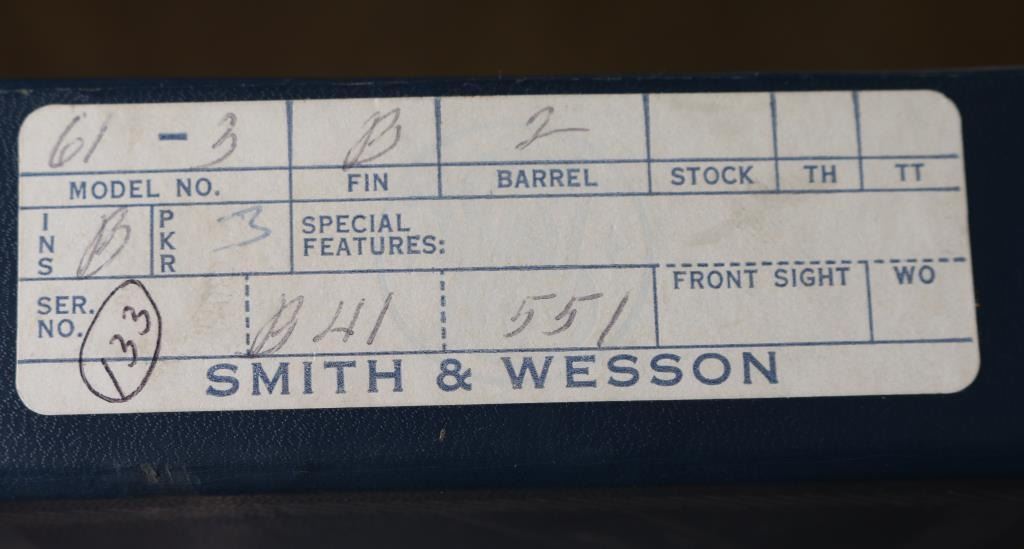 61 - 3 B 2
MODEL NO. FIN BARREL STOCK TH TT
INS B PKR 3 SPECIAL FEATURES:
FRONT SIGHT WO
SER. NO. 133 B41 551
SMITH & WESSON